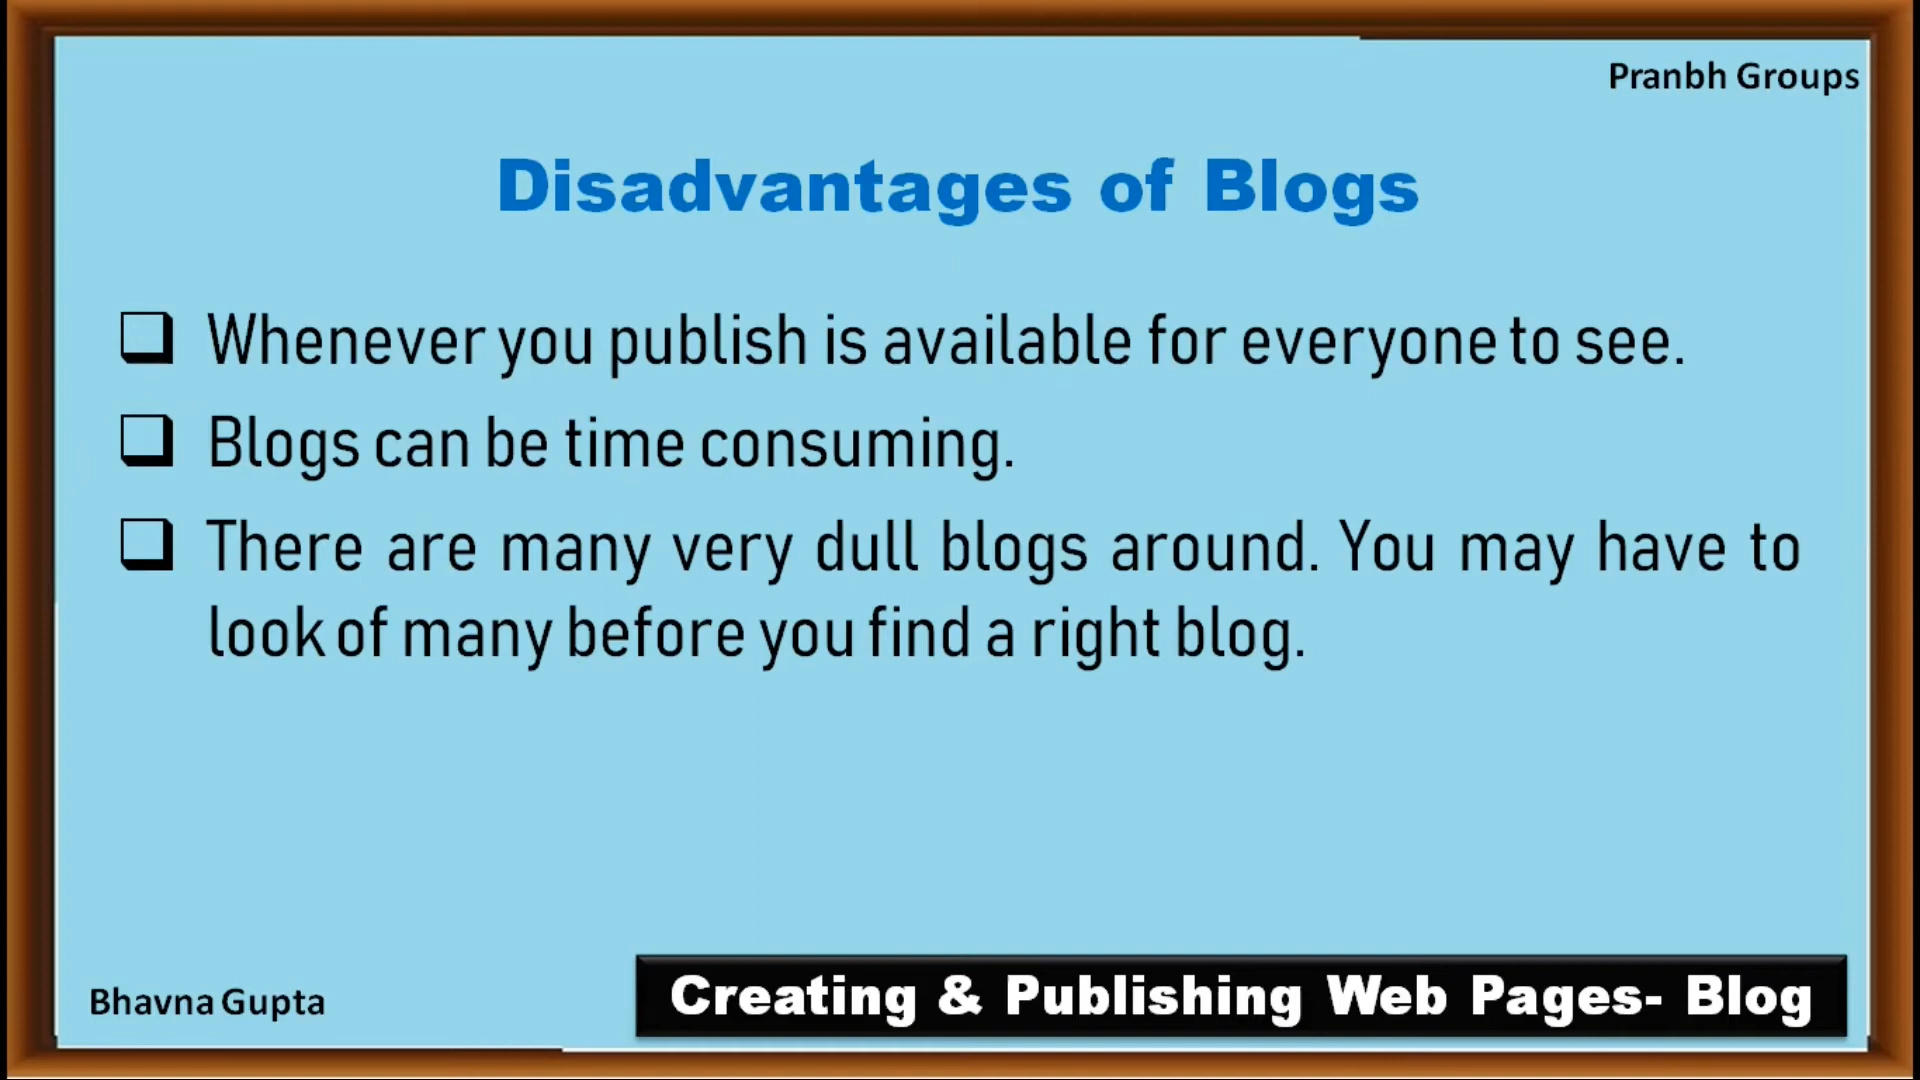 Pranbh Groups
Disadvantages of Blogs
Whenever you publish is available for everyone to see.
Blogs can be time consuming.
There are many very dull blogs around. You may have to
look of many before you find a right blog.
Bhavna Gupta
Creating & Publishing Web Pages- Blog